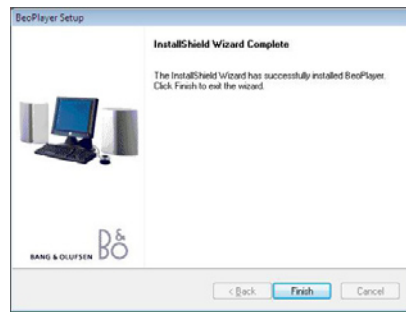 BeoPlayer Setup
InstallShield Wizard Complete
The InstallShield Wizard has successfully installed BeoPlayer.
Click Finish to exit the wizard.
B&O
BANG & OLUFSEN
< Back
Finish
Cancel